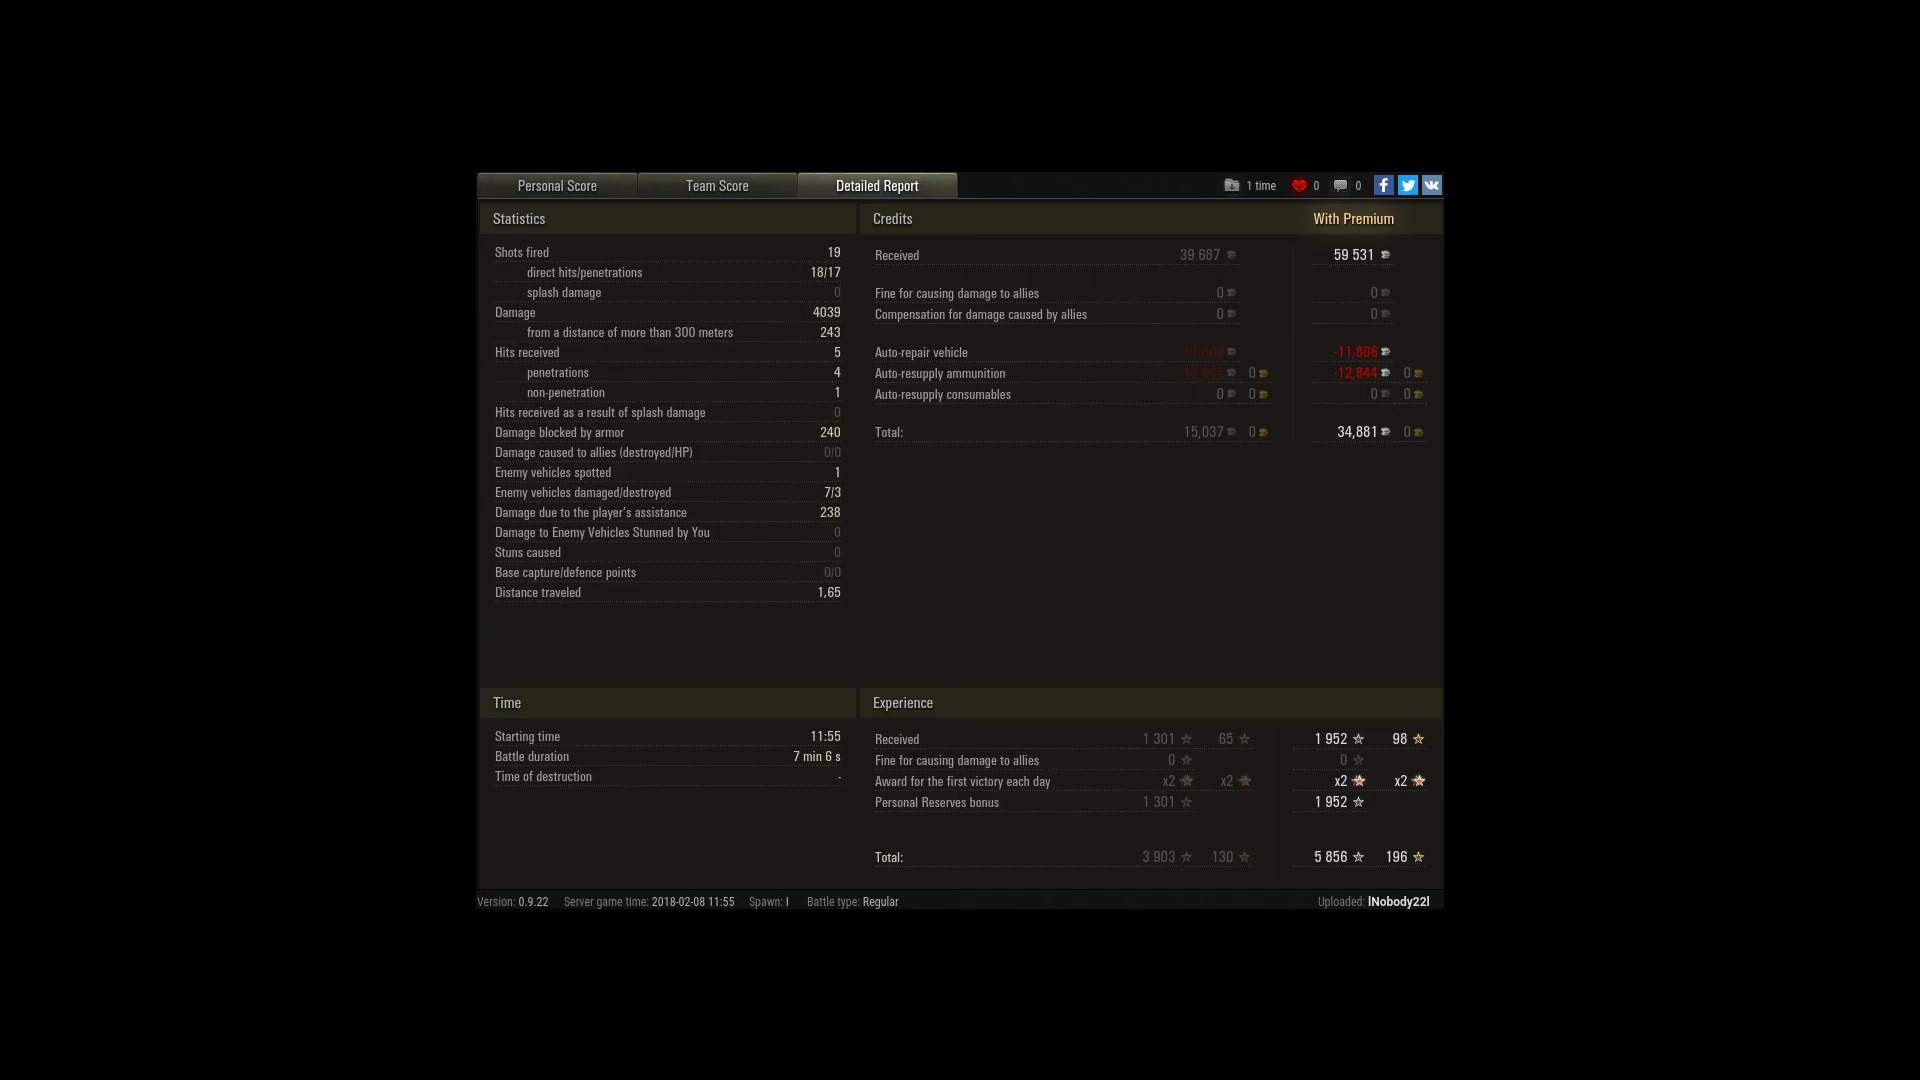 Personal Score Team Score Detailed Report 1 time 0 0
Statistics
Shots fired 19
direct hits/penetrations 18/17
splash damage 0
Damage 4039
from a distance of more than 300 meters 243
Hits received 5
penetrations 4
non-penetration 1
Hits received as a result of splash damage 0
Damage blocked by armor 240
Damage caused to allies (destroyed/HP) 0/0
Enemy vehicles spotted 1
Enemy vehicles damaged/destroyed 7/3
Damage due to the player's assistance 238
Damage to Enemy Vehicles Stunned by You 0
Stuns caused 0
Base capture/defence points 0/0
Distance traveled 1,65
Credits With Premium
Received 39 687 59 531
Fine for causing damage to allies 0 0
Compensation for damage caused by allies 0 0
Auto-repair vehicle -11,806 -11,806
Auto-resupply ammunition -12,844 0 -12,844 0
Auto-resupply consumables 0 0 0 0
Total: 15,037 0 34,881 0
Time
Starting time 11:55
Battle duration 7 min 6 s
Time of destruction -
Experience
Received 1 301 65 1 952 98
Fine for causing damage to allies 0 0
Award for the first victory each day x2 x2 x2 x2
Personal Reserves bonus 1 301 1 952
Total: 3 903 130 5 856 196
Version: 0.9.22 Server game time: 2018-02-08 11:55 Spawn: I Battle type: Regular Uploaded: lNobody22l